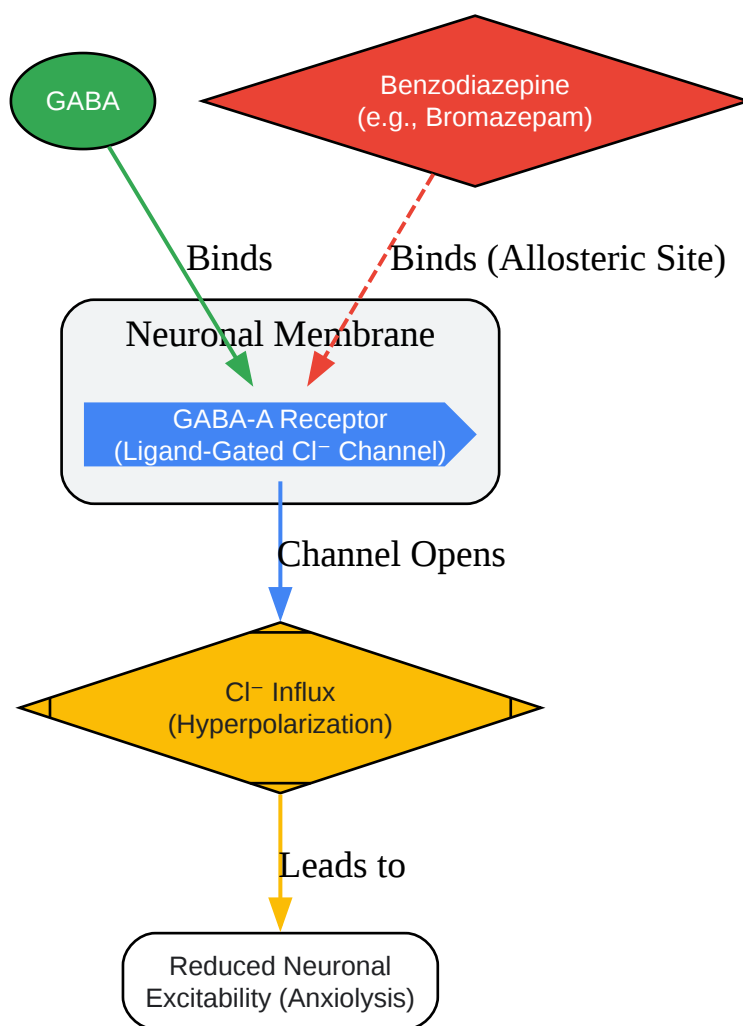 GABA
Benzodiazepine
(e.g., Bromazepam)
Binds
Binds (Allosteric Site)
Neuronal Membrane
GABA-A Receptor
(Ligand-Gated Cl⁻ Channel)
Channel Opens
Cl⁻ Influx
(Hyperpolarization)
Leads to
Reduced Neuronal
Excitability (Anxiolysis)